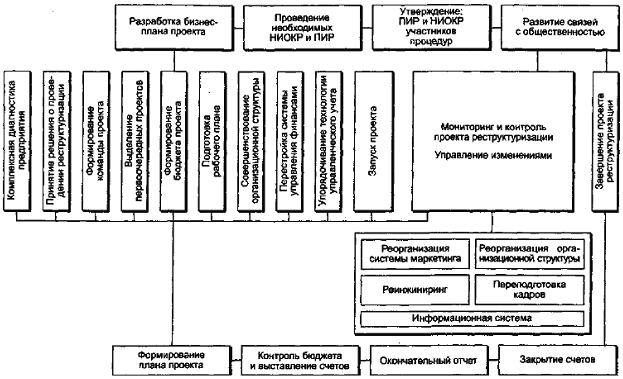 Разработка бизнес-
плана проекта
Проведение
необходимых
НИОКР и ПИР
Утверждение:
ПИР и НИОКР
участников
процедур
Развитие связей
с общественностью
Комплексная диагностика
предприятия
Принятие решения о прове-
дении реструктуризации
Формирование
команды проекта
Выделение
первоочередных проектов
Формирование
бюджета проекта
Подготовка
рабочего плана
Совершенствование
организационной структуры
Перестройка системы
управления финансами
Упорядочивание технологии
управленческого учета
Запуск проекта
Мониторинг и контроль
проекта реструктуризации
Управление изменениями
Завершение проекта
реструктуризации
Реорганизация
системы маркетинга
Реорганизация орга-
низационной структуры
Реинжиниринг
Переподготовка
кадров
Информационная система
Формирование
плана проекта
Контроль бюджета
и выставление счетов
Окончательный отчет
Закрытие счетов